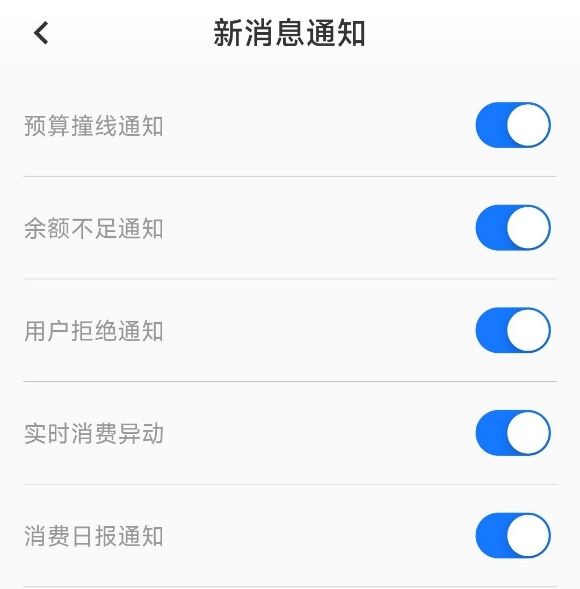 新消息通知
预算撞线通知
余额不足通知
用户拒绝通知
实时消费异动
消费日报通知